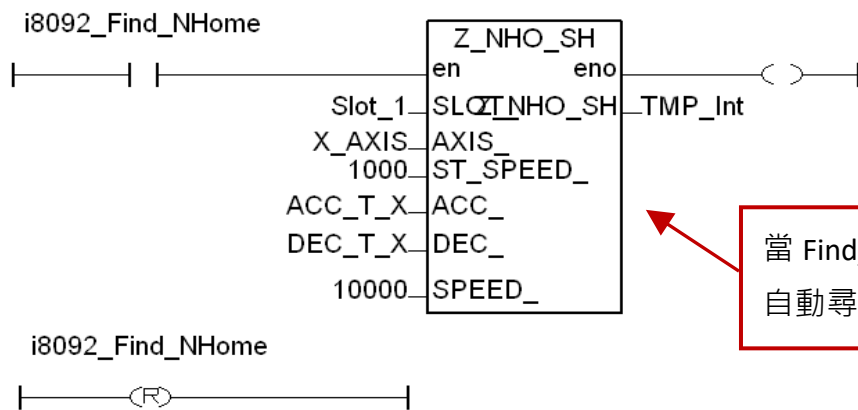 i8092_Find_NHome
Z_NHO_SH
en eno
Slot_1 SLOT_ Z_NHO_SH TMP_Int
X_AXIS AXIS_
1000 ST_SPEED_
ACC_T_X ACC_
DEC_T_X DEC_
10000 SPEED_
當 Find
自動尋
i8092_Find_NHome
R